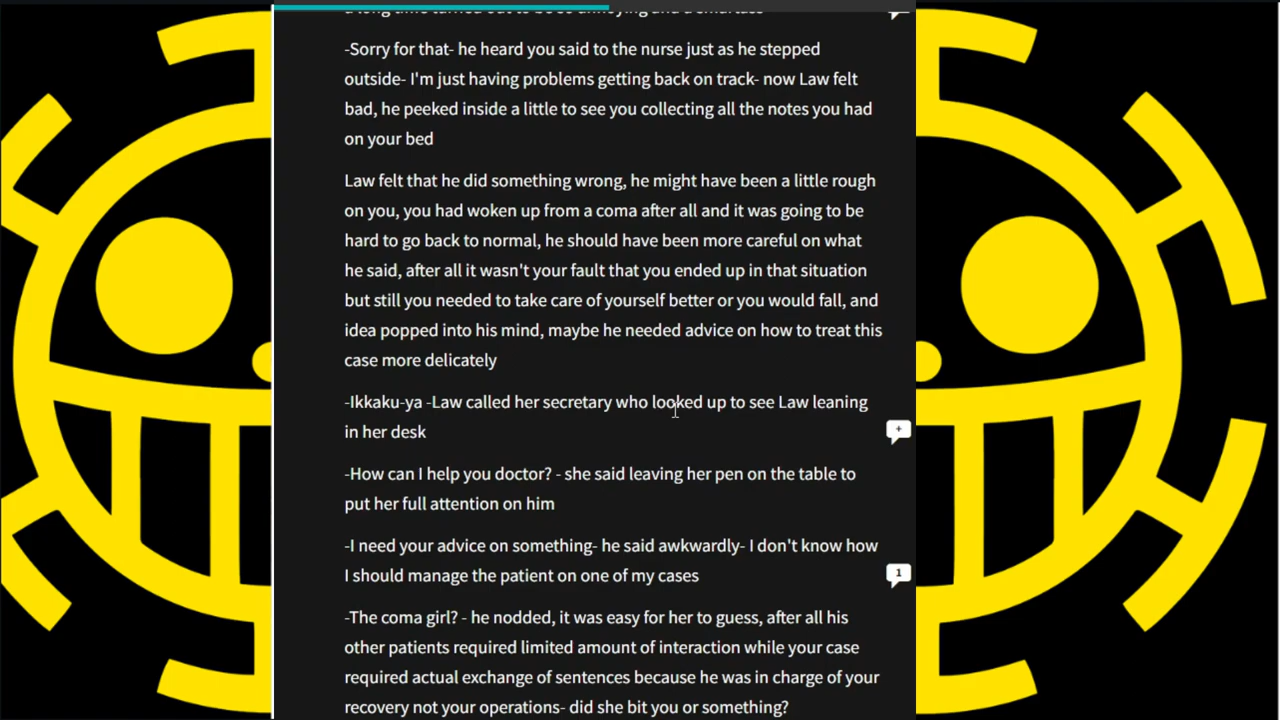 -Sorry for that- he heard you said to the nurse just as he stepped
outside- I'm just having problems getting back on track- now Law felt
bad, he peeked inside a little to see you collecting all the notes you had
on your bed
Law felt that he did something wrong, he might have been a little rough
on you, you had woken up from a coma after all and it was going to be
hard to go back to normal, he should have been more careful on what
he said, after all it wasn't your fault that you ended up in that situation
but still you needed to take care of yourself better or you would fall, and
idea popped into his mind, maybe he needed advice on how to treat this
case more delicately
-Ikkaku-ya -Law called her secretary who looked up to see Law leaning
in her desk
+
-How can I help you doctor? - she said leaving her pen on the table to
put her full attention on him
-I need your advice on something- he said awkwardly- I don't know how
I should manage the patient on one of my cases
1
-The coma girl? - he nodded, it was easy for her to guess, after all his
other patients required limited amount of interaction while your case
required actual exchange of sentences because he was in charge of your
recovery not your operations- did she bit you or something?